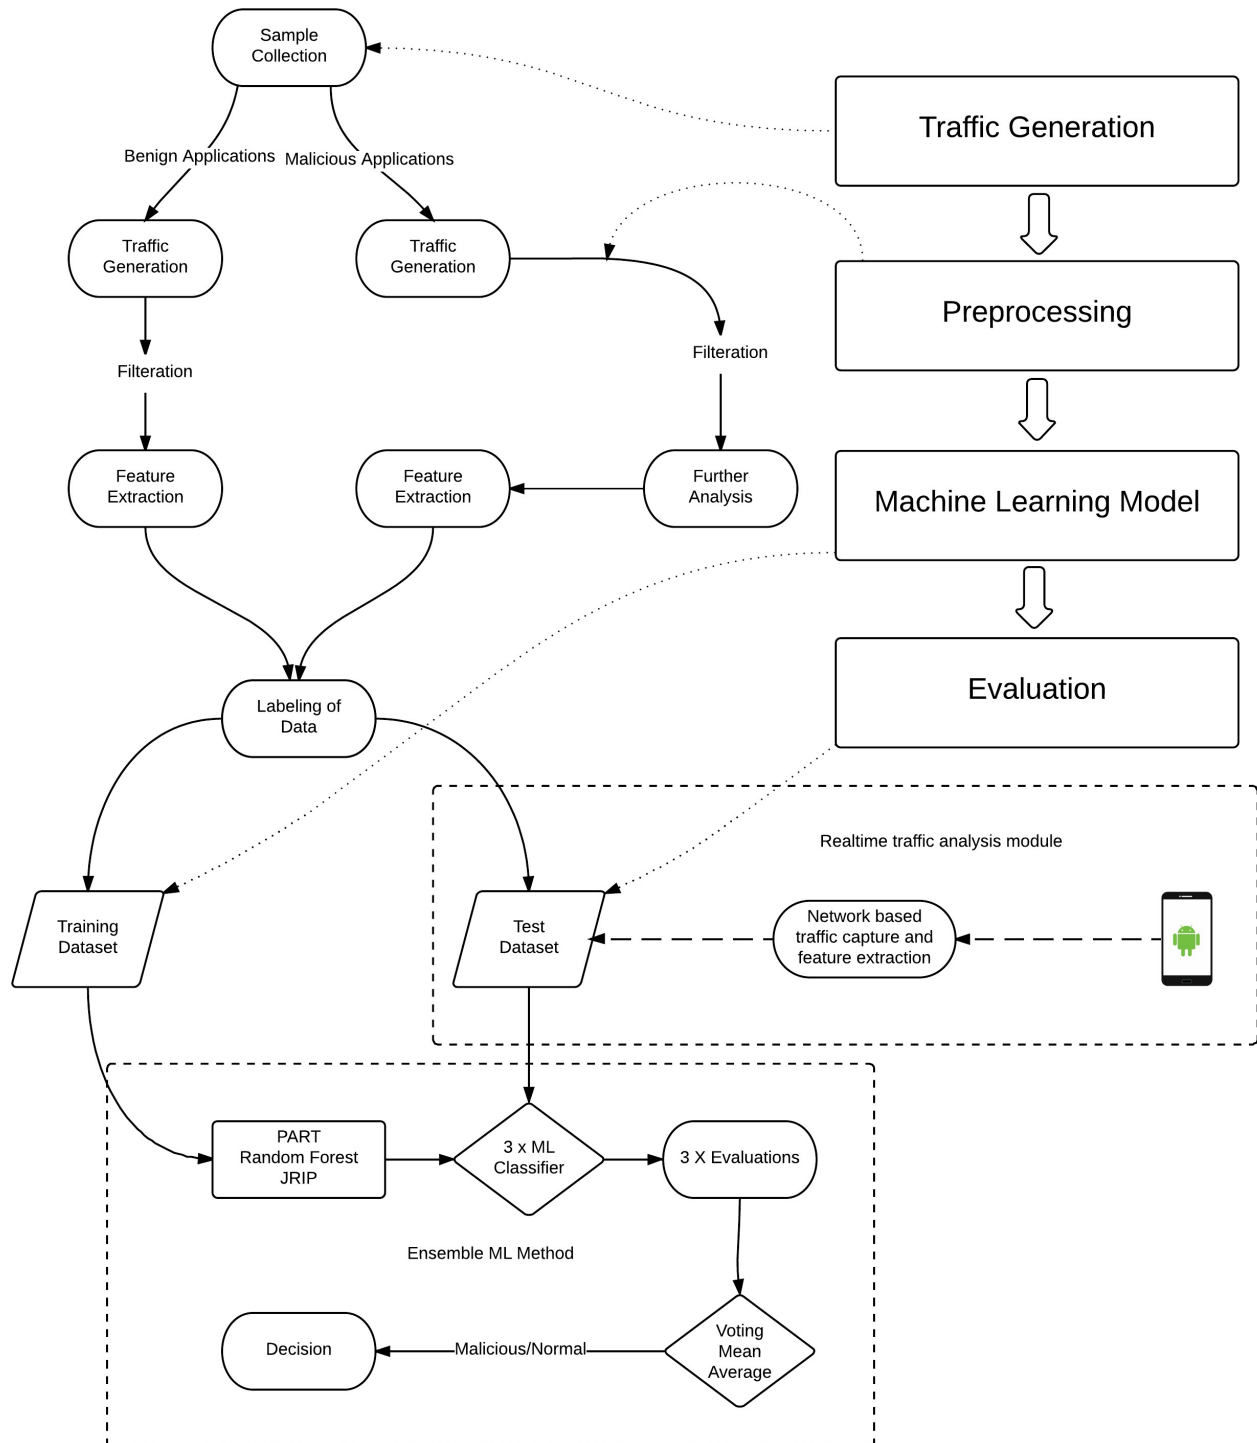 Sample
Collection
Traffic Generation
Benign Applications
Malicious Applications
Traffic
Generation
Traffic
Generation
Preprocessing
Filteration
Filteration
Feature
Extraction
Feature
Extraction
Further
Analysis
Machine Learning Model
Labeling of
Data
Evaluation
Realtime traffic analysis module
Training
Dataset
Test
Dataset
Network based
traffic capture and
feature extraction
PART
Random Forest
JRIP
3 x ML
Classifier
3 X Evaluations
Ensemble ML Method
Decision
Malicious/Normal
Voting
Mean
Average